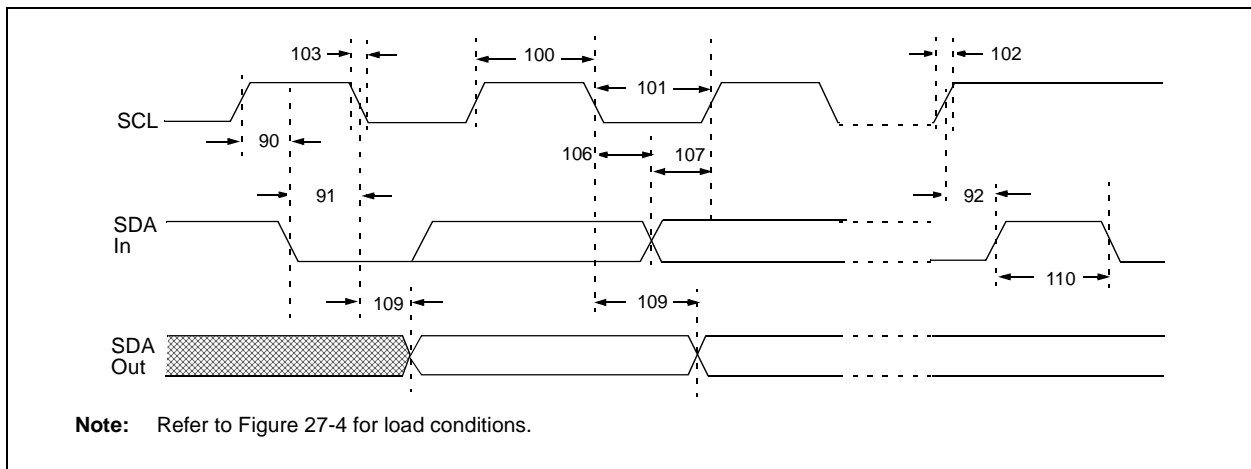 103
100
102
101
SCL
90
106
107
91
92
SDA
In
110
109
109
SDA
Out
Note: Refer to Figure 27-4 for load conditions.